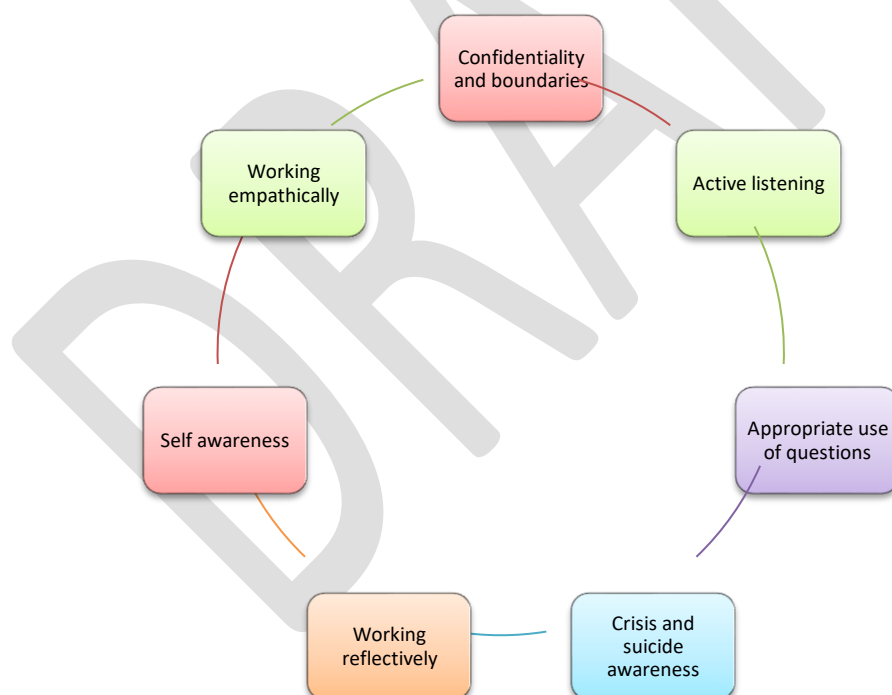 Confidentiality
and boundaries
Active listening
Appropriate use
of questions
Crisis and
suicide
awareness
Working
reflectively
Self awareness
Working
empathically